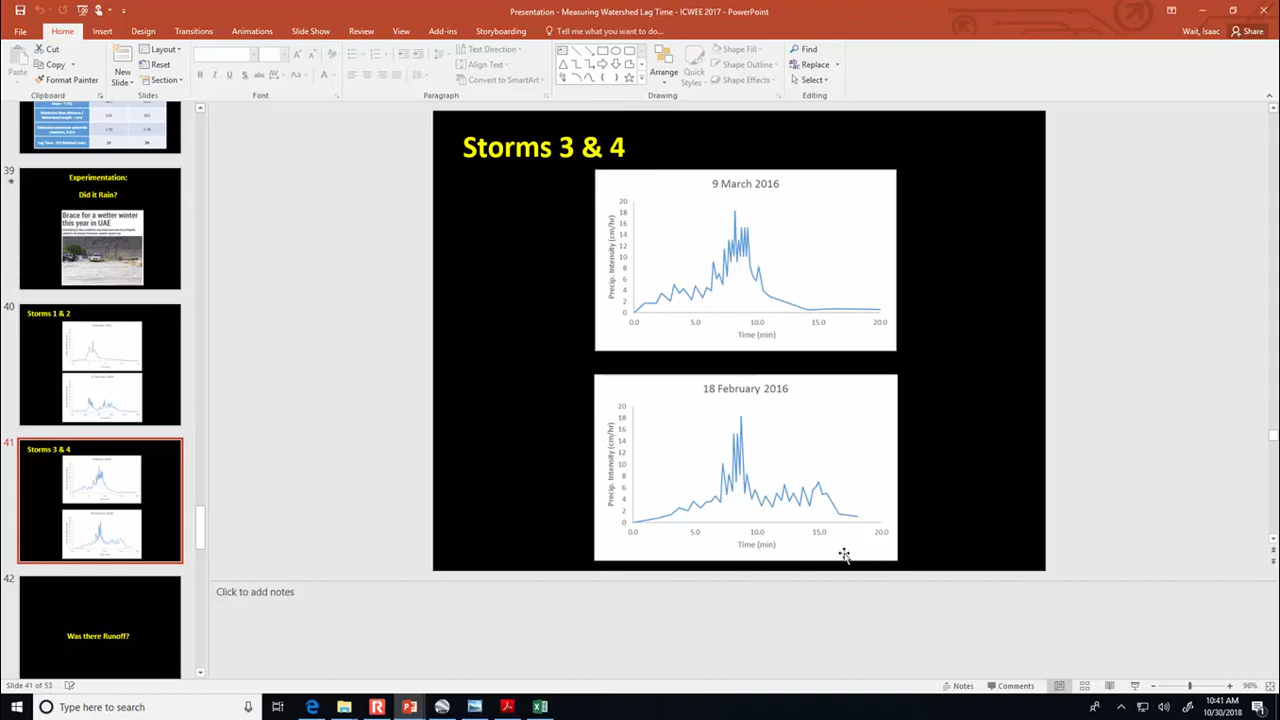 Presentation - Measuring Watershed Lag Time - ICWEE 2017 - PowerPoint
Wait, Isaac
Share
File Home Insert Design Transitions Animations Slide Show Review View Add-ins Storyboarding Tell me what you want to do...
Paste
Cut
Copy
Format Painter
Clipboard
New
Slide
Layout
Reset
Section
Slides
Font
Text Direction
Align Text
Convert to SmartArt
Paragraph
Arrange
Quick
Styles
Shape Fill
Shape Outline
Shape Effects
Drawing
Find
Replace
Select
Editing
39
Experimentation:
Did it Rain?
Brace for a wetter winter
this year in UAE
40
Storms 1 & 2
41
Storms 3 & 4
42
Was there Runoff?
Storms 3 & 4
9 March 2016
Precip. Intensity (cm/hr)
20
18
16
14
12
10
8
6
4
2
0
0.0 5.0 10.0 15.0 20.0
Time (min)
18 February 2016
Precip. Intensity (cm/hr)
20
18
16
14
12
10
8
6
4
2
0
0.0 5.0 10.0 15.0 20.0
Time (min)
Click to add notes
Slide 41 of 53
Notes
Comments
96%
Type here to search
10:41 AM
10/30/2018